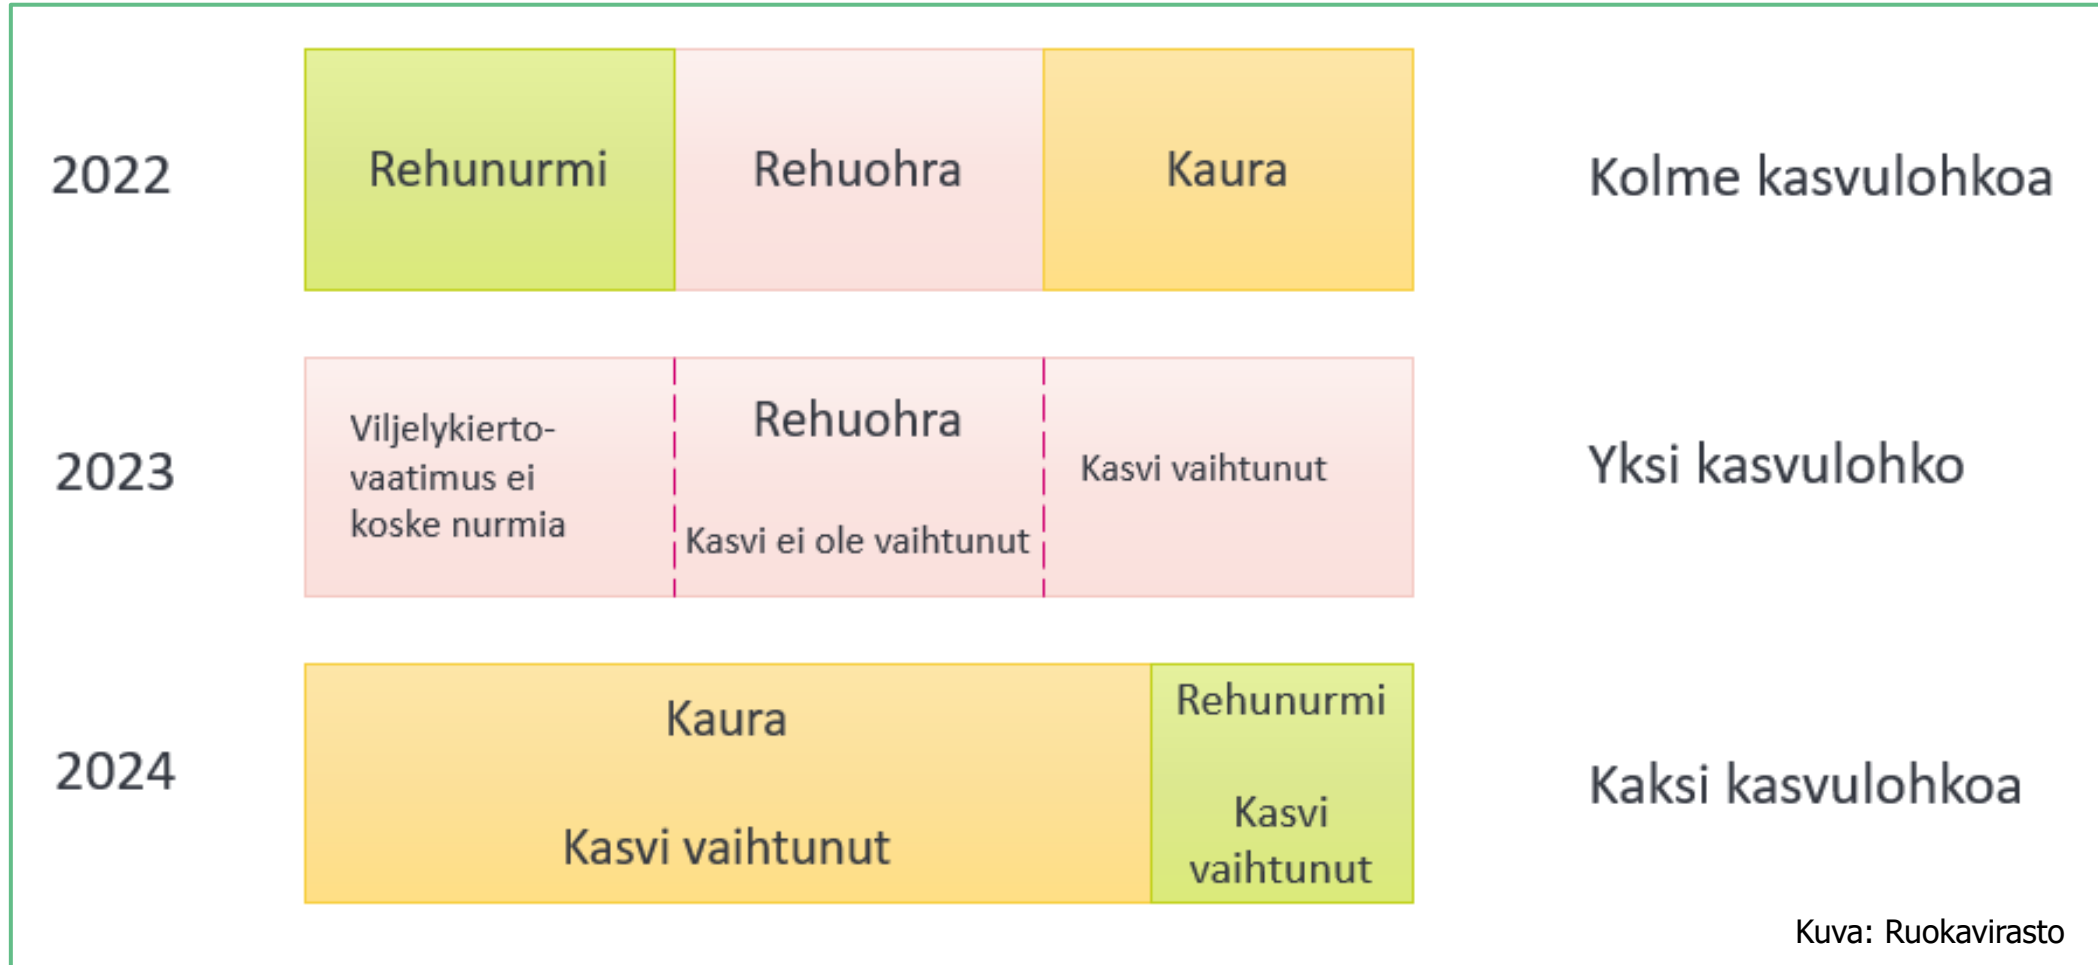 2022
Rehunurmi
Rehuohra
Kaura
Kolme kasvulohkoa
2023
Viljelykierto-
vaatimus ei
koske nurmia
Rehuohra
Kasvi ei ole vaihtunut
Kasvi vaihtunut
Yksi kasvulohko
2024
Kaura
Kasvi vaihtunut
Rehunurmi
Kasvi
vaihtunut
Kaksi kasvulohkoa
Kuva: Ruokavirasto